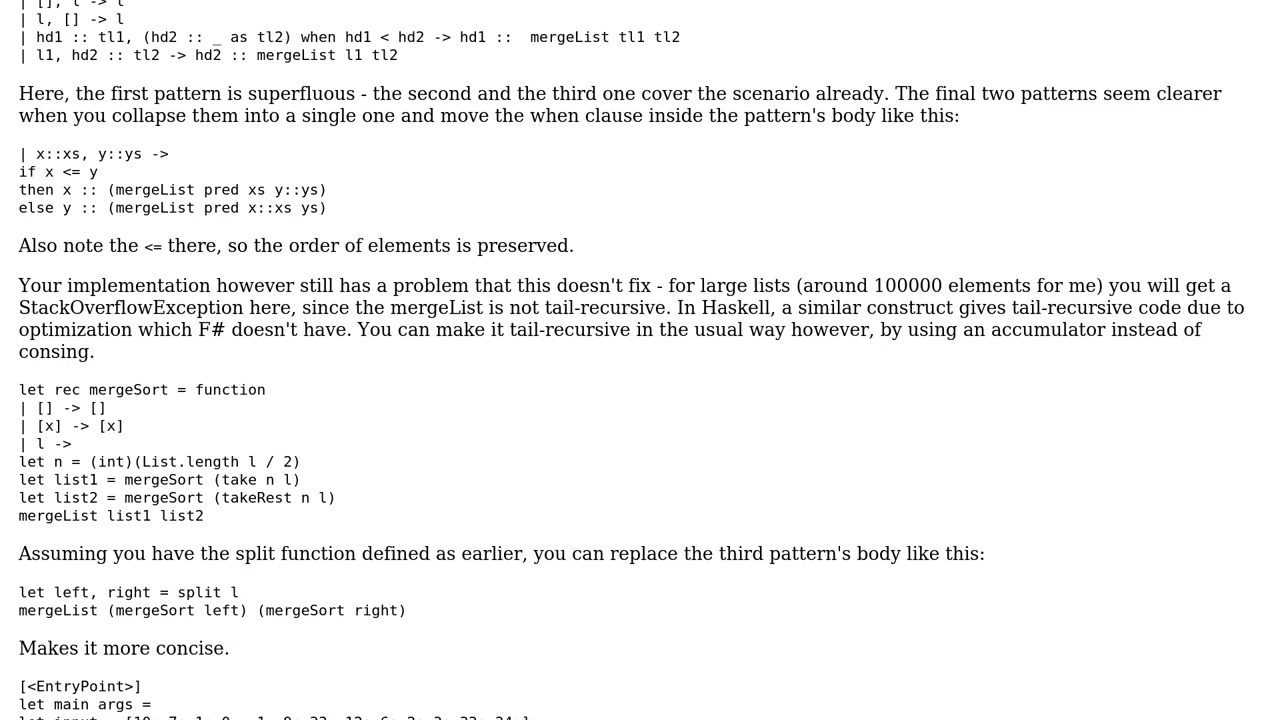 | [], l -> l
| l, [] -> l
| hd1 :: tl1, (hd2 :: _ as tl2) when hd1 < hd2 -> hd1 ::  mergeList tl1 tl2
| l1, hd2 :: tl2 -> hd2 :: mergeList l1 tl2
Here, the first pattern is superfluous - the second and the third one cover the scenario already. The final two patterns seem clearer
when you collapse them into a single one and move the when clause inside the pattern's body like this:
| x::xs, y::ys ->
if x <= y
then x :: (mergeList pred xs y::ys)
else y :: (mergeList pred x::xs ys)
Also note the <= there, so the order of elements is preserved.
Your implementation however still has a problem that this doesn't fix - for large lists (around 100000 elements for me) you will get a
StackOverflowException here, since the mergeList is not tail-recursive. In Haskell, a similar construct gives tail-recursive code due to
optimization which F# doesn't have. You can make it tail-recursive in the usual way however, by using an accumulator instead of
consing.
let rec mergeSort = function
| [] -> []
| [x] -> [x]
| l ->
let n = (int)(List.length l / 2)
let list1 = mergeSort (take n l)
let list2 = mergeSort (takeRest n l)
mergeList list1 list2
Assuming you have the split function defined as earlier, you can replace the third pattern's body like this:
let left, right = split l
mergeList (mergeSort left) (mergeSort right)
Makes it more concise.
[<EntryPoint>]
let main args =
let input =